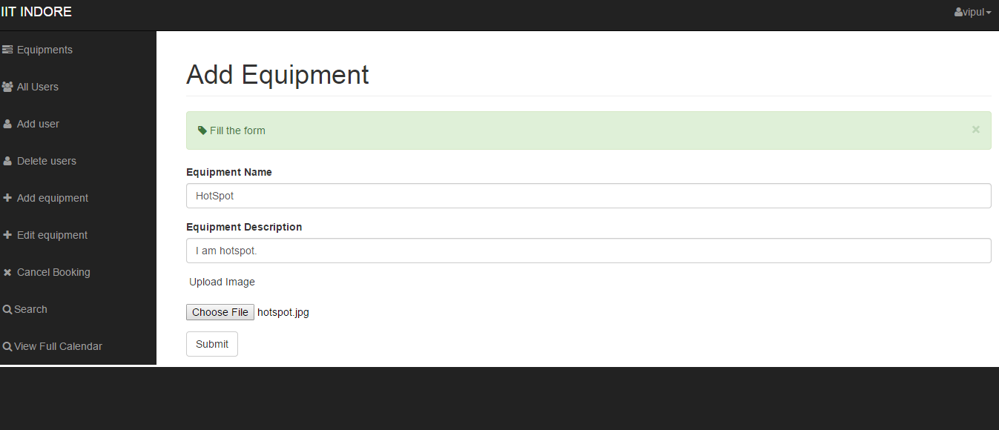 IIT INDORE
vipul
Equipments
All Users
Add user
Delete users
Add equipment
Edit equipment
Cancel Booking
Search
View Full Calendar
Add Equipment
Fill the form
×
Equipment Name
HotSpot
Equipment Description
I am hotspot.
Upload Image
Choose File hotspot.jpg
Submit